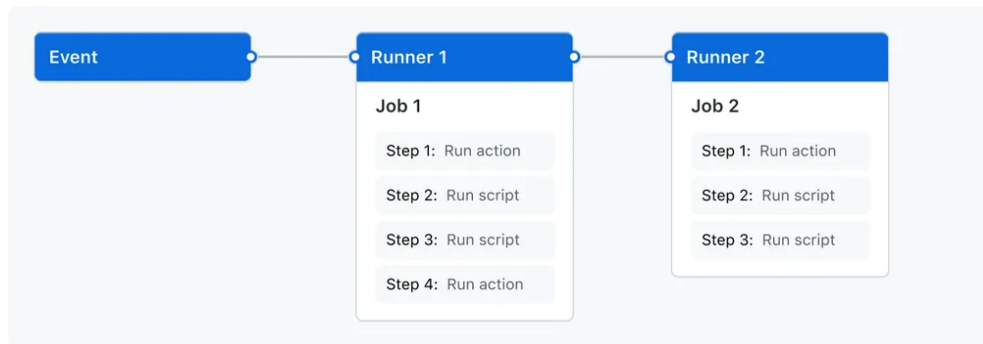 Event
Runner 1
Job 1
Step 1: Run action
Step 2: Run script
Step 3: Run script
Step 4: Run action
Runner 2
Job 2
Step 1: Run action
Step 2: Run script
Step 3: Run script